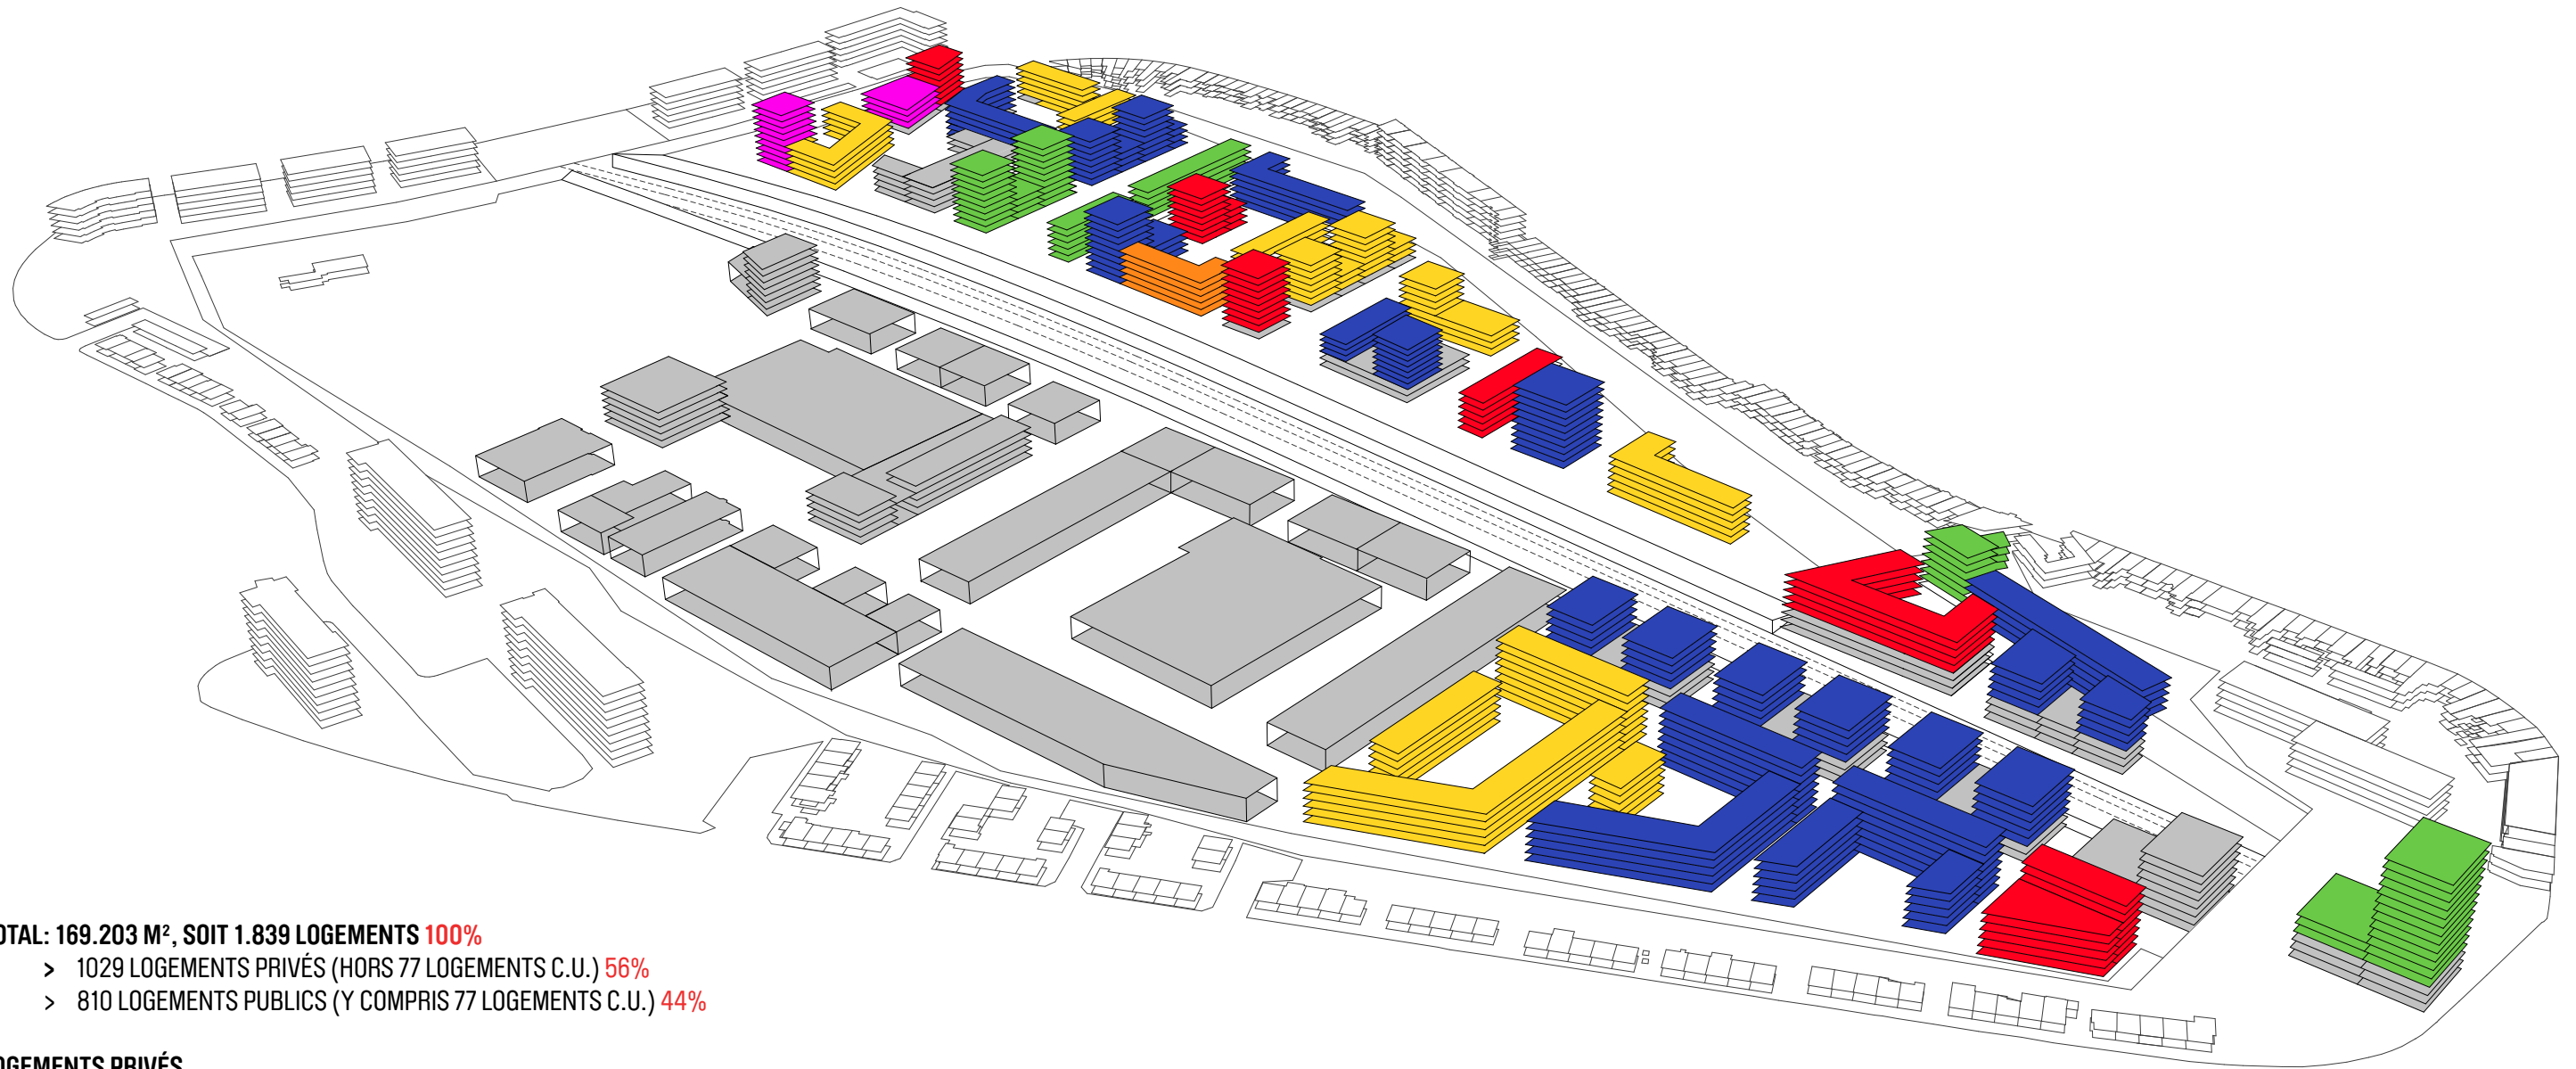 OTAL: 169.203 M², SOIT 1.839 LOGEMENTS 100%
> 1029 LOGEMENTS PRIVÉS (HORS 77 LOGEMENTS C.U.) 56%
> 810 LOGEMENTS PUBLICS (Y COMPRIS 77 LOGEMENTS C.U.) 44%
OGEMENTS PRIVÉS